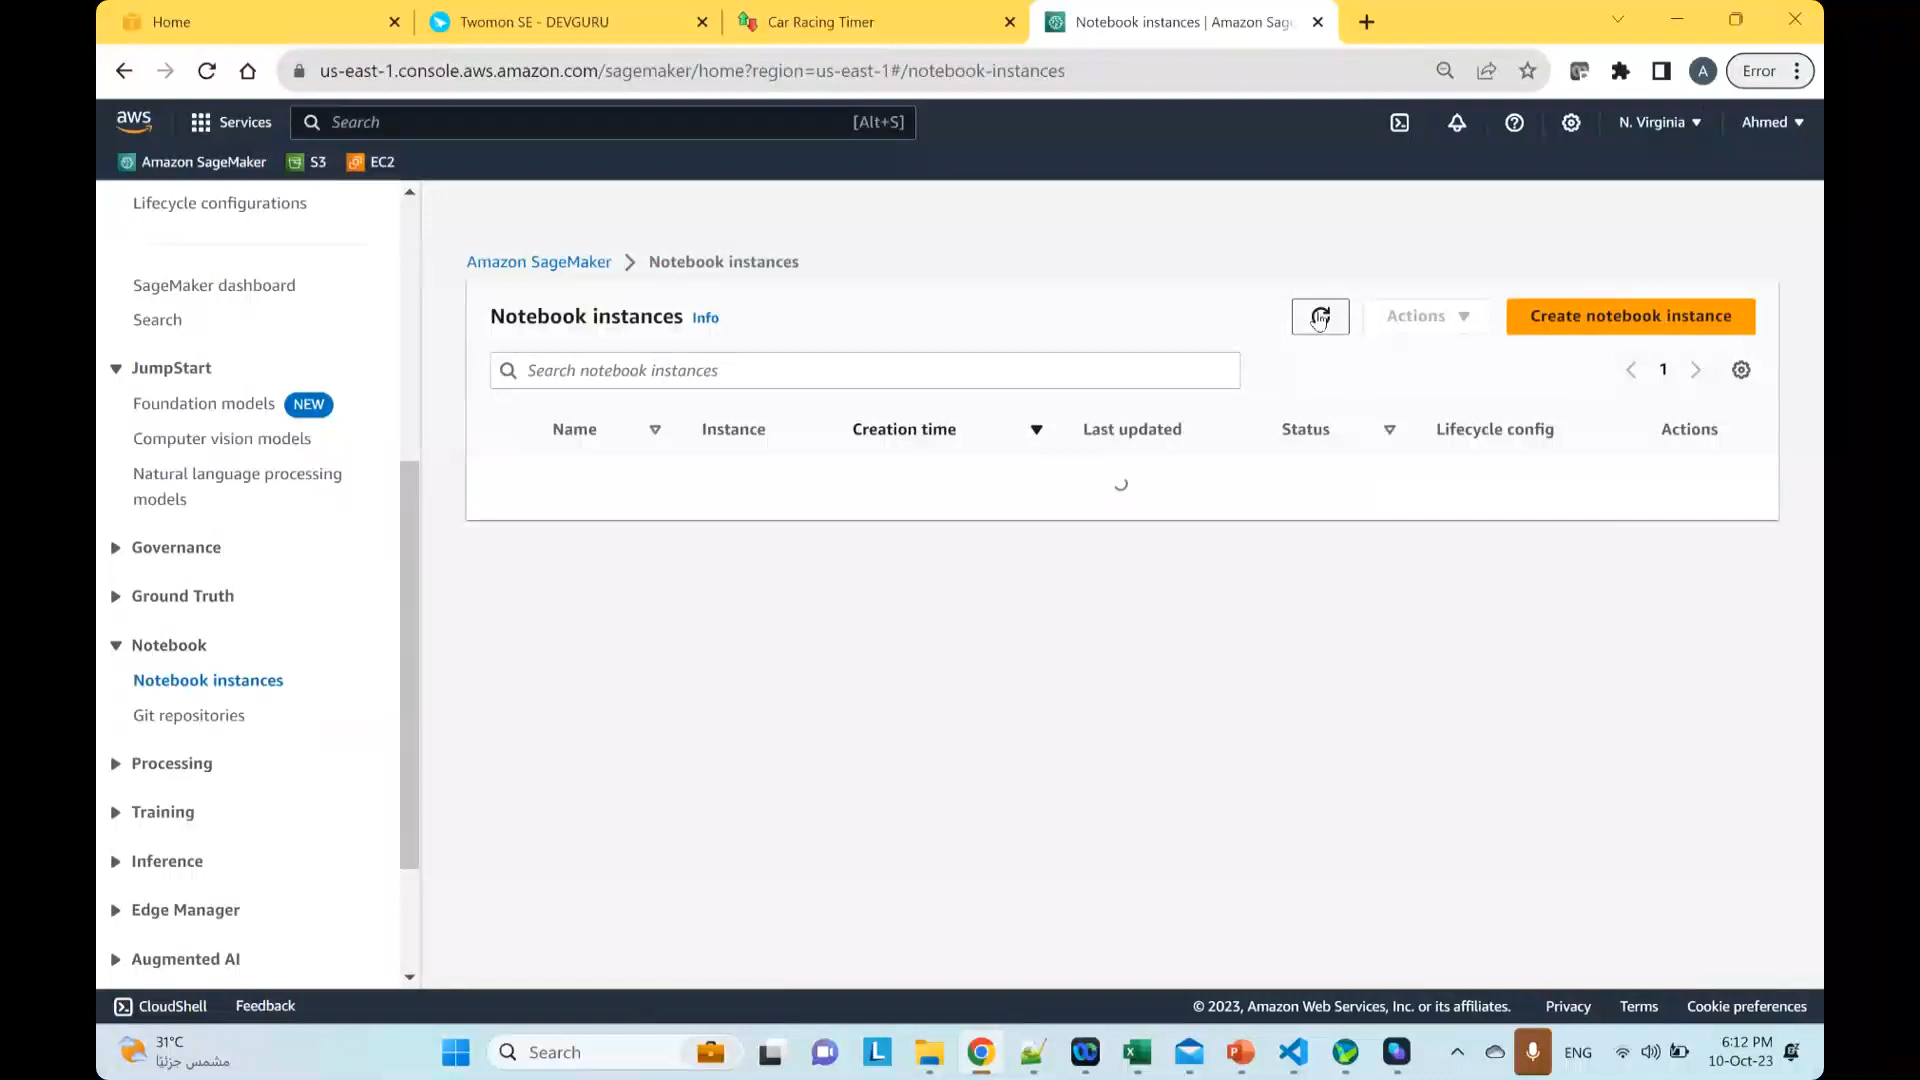 Home
Twomon SE - DEVGURU
Car Racing Timer
Notebook instances | Amazon Sag
us-east-1.console.aws.amazon.com/sagemaker/home?region=us-east-1#/notebook-instances
A
Error
aws
Services
Search
[Alt+S]
N. Virginia
Ahmed
Amazon SageMaker
S3
EC2
Lifecycle configurations
SageMaker dashboard
Search
JumpStart
Foundation models NEW
Computer vision models
Natural language processing
models
Governance
Ground Truth
Notebook
Notebook instances
Git repositories
Processing
Training
Inference
Edge Manager
Augmented AI
Amazon SageMaker
Notebook instances
Notebook instances Info
Actions
Create notebook instance
Search notebook instances
1
Name
Instance
Creation time
Last updated
Status
Lifecycle config
Actions
CloudShell
Feedback
© 2023, Amazon Web Services, Inc. or its affiliates.
Privacy
Terms
Cookie preferences
31°C
مشمس جزئيًا
Search
L
ENG
6:12 PM
10-Oct-23